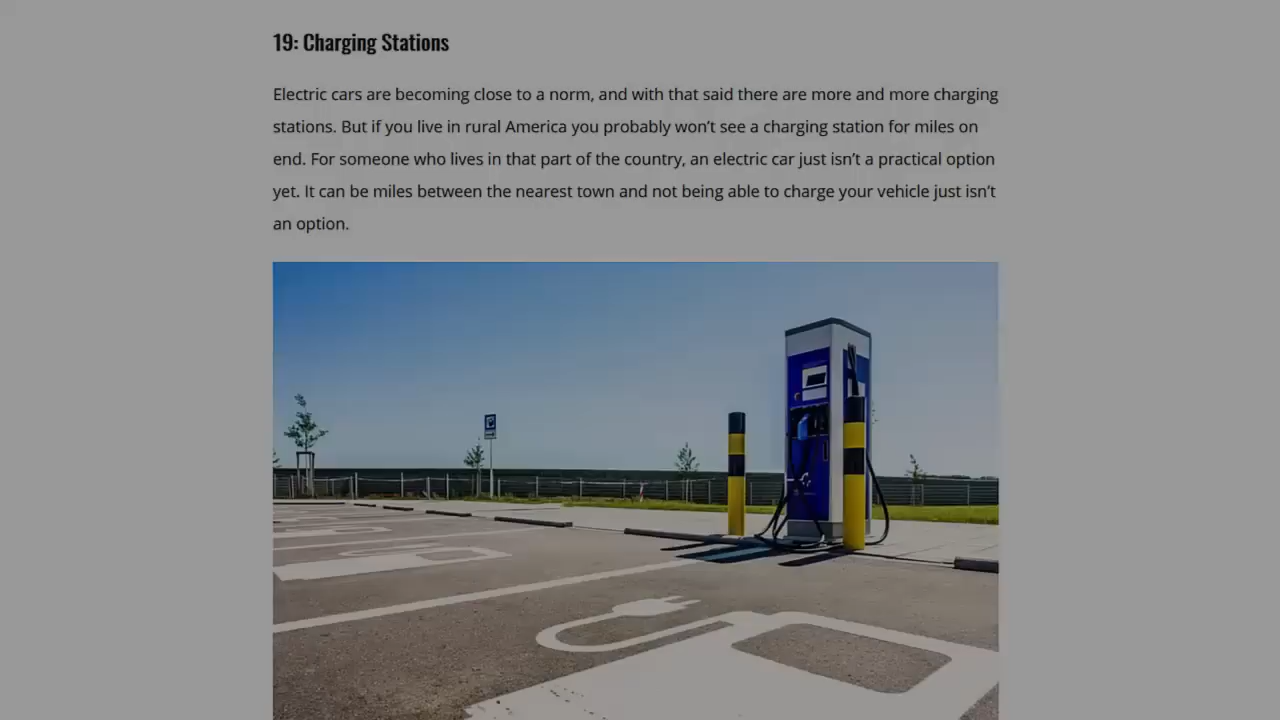 19: Charging Stations
Electric cars are becoming close to a norm, and with that said there are more and more charging
stations. But if you live in rural America you probably won’t see a charging station for miles on
end. For someone who lives in that part of the country, an electric car just isn’t a practical option
yet. It can be miles between the nearest town and not being able to charge your vehicle just isn’t
an option.